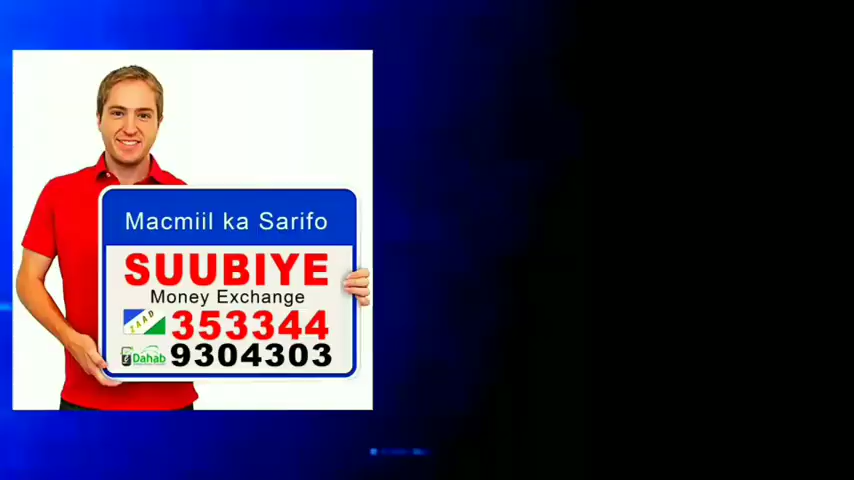 Macmiil ka Sarifo
SUUBIYE
Money Exchange
ZAAD 353344
Dahab 9304303